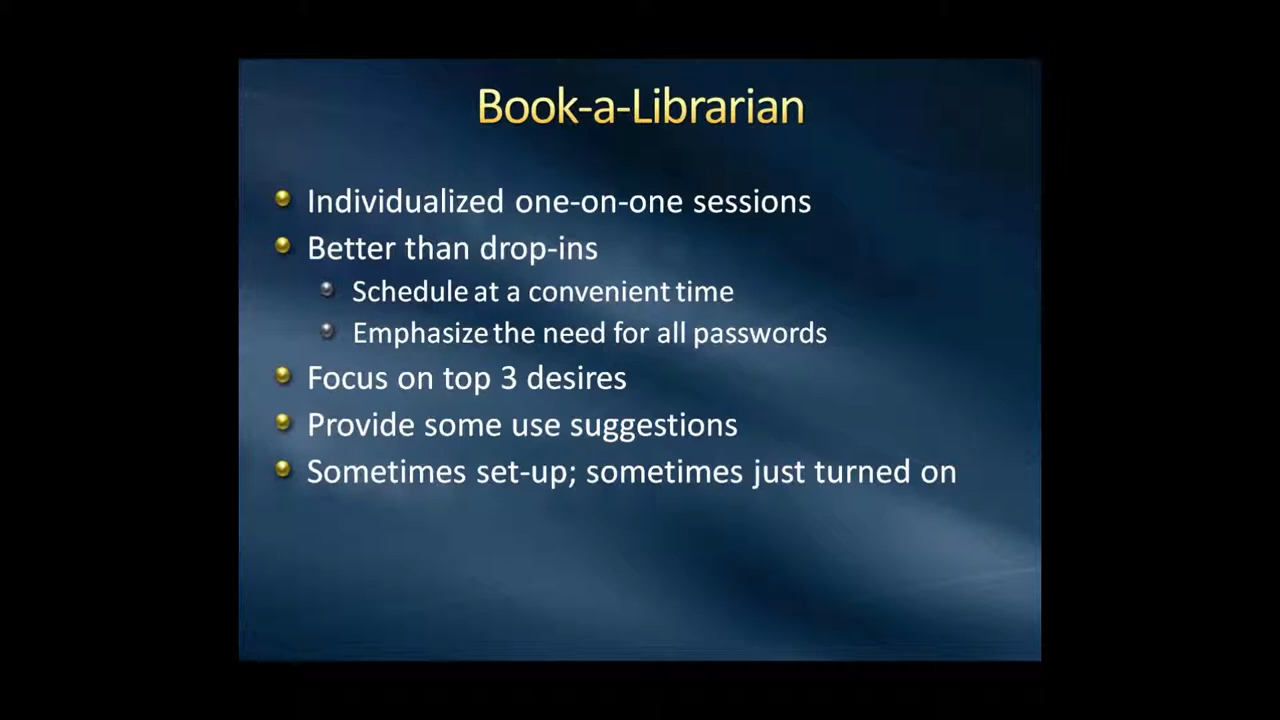 Book-a-Librarian
Individualized one-on-one sessions
Better than drop-ins
Schedule at a convenient time
Emphasize the need for all passwords
Focus on top 3 desires
Provide some use suggestions
Sometimes set-up; sometimes just turned on